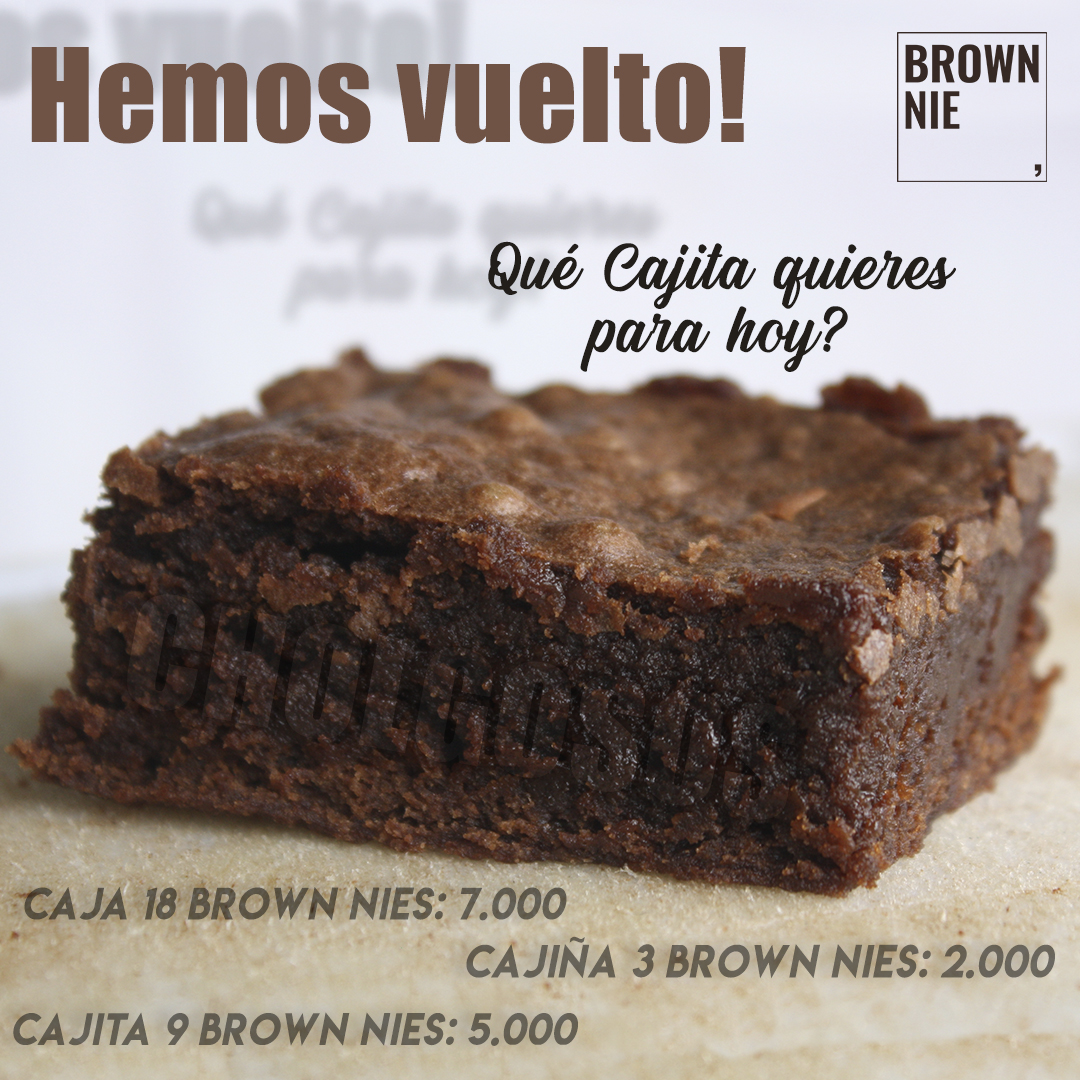 Hemos vuelto!
BROWN
NIE
,
Qué Cajita quieres
para hoy?
CHOICOSOS
CAJA 18 BROWN NIES: 7.000
CAJIÑA 3 BROWN NIES: 2.000
CAJITA 9 BROWN NIES: 5.000